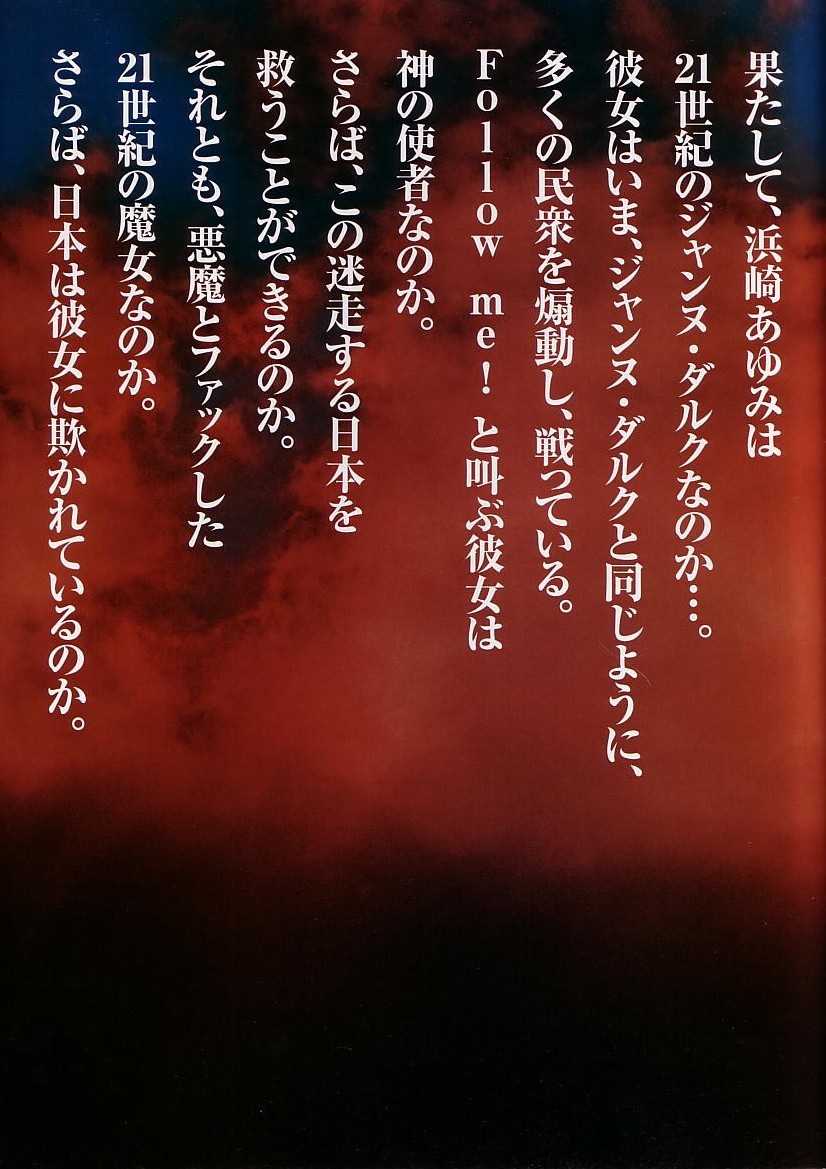 果たして、浜崎あゆみは
21世紀のジャンヌ・ダルクなのか…。
彼女はいま、ジャンヌ・ダルクと同じように、
多くの民衆を煽動し、戦っている。
Follow me! と叫ぶ彼女は
神の使者なのか。
さらば、この迷走する日本を
救うことができるのか。
それとも、悪魔とファックした
21世紀の魔女なのか。
さらば、日本は彼女に欺かれているのか。